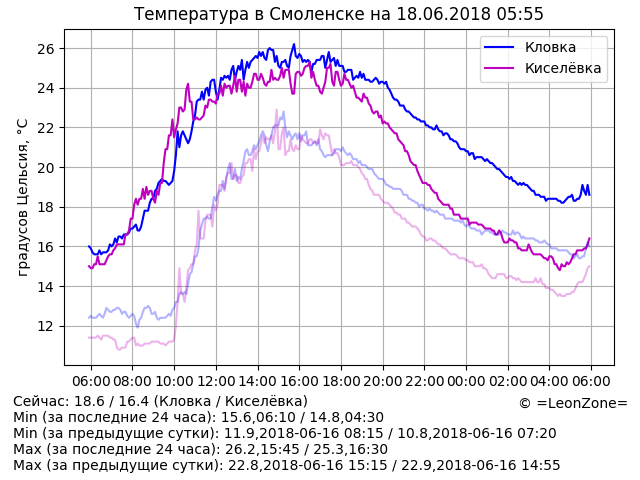 Температура в Смоленске на 18.06.2018 05:55
градусов Цельсия, °C
26
24
22
20
18
16
14
12
Кловка
Киселёвка
06:00 08:00 10:00 12:00 14:00 16:00 18:00 20:00 22:00 00:00 02:00 04:00 06:00
Сейчас: 18.6 / 16.4 (Кловка / Киселёвка)
© =LeonZone=
Min (за последние 24 часа): 15.6,06:10 / 14.8,04:30
Min (за предыдущие сутки): 11.9,2018-06-16 08:15 / 10.8,2018-06-16 07:20
Max (за последние 24 часа): 26.2,15:45 / 25.3,16:30
Max (за предыдущие сутки): 22.8,2018-06-16 15:15 / 22.9,2018-06-16 14:55